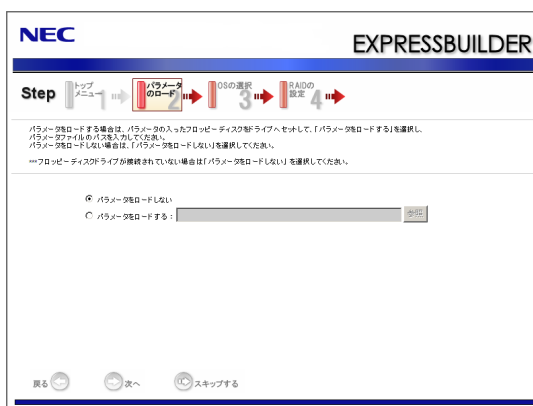 NEC
EXPRESSBUILDER
Step
トップ
メニュー 1
パラメータ
のロード 2
OSの選択
3
RAIDの
設定 4
パラメータをロードする場合は、パラメータの入ったフロッピーディスクをドライブへセットして、「パラメータをロードする」を選択し、
パラメータファイルのパスを入力してください。
パラメータをロードしない場合は、「パラメータをロードしない」を選択してください。
***フロッピーディスクドライブが接続されていない場合は「パラメータをロードしない」を選択してください。
パラメータをロードしない
パラメータをロードする：
参照
戻る
次へ
スキップする